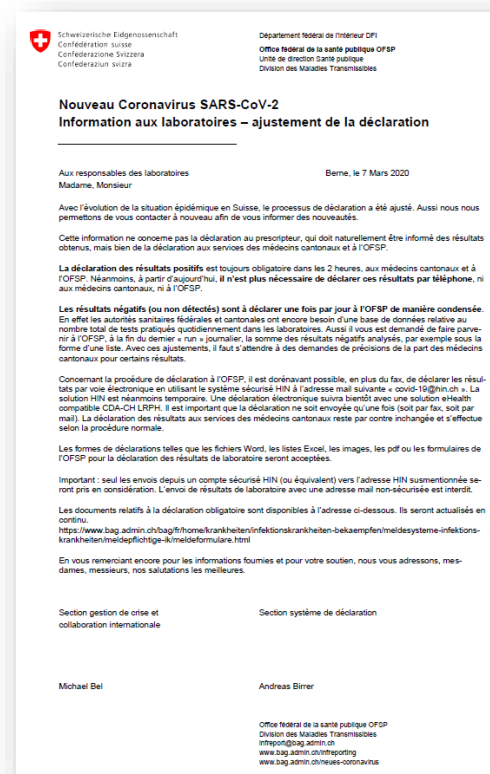 Schweizerische Eidgenossenschaft
Confédération suisse
Confederazione Svizzera
Confederaziun svizra
Département fédéral de l'intérieur DFI
Office fédéral de la santé publique OFSP
Unité de direction Santé publique
Division des Maladies Transmissibles
Nouveau Coronavirus SARS-CoV-2
Information aux laboratoires – ajustement de la déclaration
Aux responsables des laboratoires
Berne, le 7 Mars 2020
Madame, Monsieur
Avec l'évolution de la situation épidémique en Suisse, le processus de déclaration a été ajusté. Aussi nous nous
permettons de vous contacter à nouveau afin de vous informer des nouveautés.
Cette information ne concerne pas la déclaration au prescripteur, qui doit naturellement être informé des résultats
obtenus, mais bien de la déclaration aux services des médecins cantonaux et à l'OFSP.
La déclaration des résultats positifs est toujours obligatoire dans les 2 heures, aux médecins cantonaux et à
l'OFSP. Néanmoins, à partir d'aujourd'hui, il n'est plus nécessaire de déclarer ces résultats par téléphone, ni
aux médecins cantonaux, ni à l'OFSP.
Les résultats négatifs (ou non détectés) sont à déclarer une fois par jour à l'OFSP de manière condensée.
En effet les autorités sanitaires fédérales et cantonales ont encore besoin d'une base de données relative au
nombre total de tests pratiqués quotidiennement dans les laboratoires. Aussi il vous est demandé de faire parve-
nir à l'OFSP, à la fin du dernier « run » journalier, la somme des résultats négatifs analysés, par exemple sous la
forme d'une liste. Avec ces ajustements, il faut s'attendre à des demandes de précisions de la part des médecins
cantonaux pour certains résultats.
Concernant la procédure de déclaration à l'OFSP, il est dorénavant possible, en plus du fax, de déclarer les résul-
tats par voie électronique en utilisant le système sécurisé HIN à l'adresse mail suivante « covid-19@hin.ch ». La
solution HIN est néanmoins temporaire. Une déclaration électronique suivra bientôt avec une solution eHealth
compatible CDA-CH LRPH. Il est important que la déclaration ne soit envoyée qu'une fois (soit par fax, soit par
mail). La déclaration des résultats aux services des médecins cantonaux reste par contre inchangée et s'effectue
selon la procédure normale.
Les formes de déclarations telles que les fichiers Word, les listes Excel, les images, les pdf ou les formulaires de
l'OFSP pour la déclaration des résultats de laboratoire seront acceptées.
Important : seul les envois depuis un compte sécurisé HIN (ou équivalent) vers l'adresse HIN susmentionnée se-
ront pris en considération. L'envoi de résultats de laboratoire avec une adresse mail non-sécurisée est interdit.
Les documents relatifs à la déclaration obligatoire sont disponibles à l'adresse ci-dessous. Ils seront actualisés en
continu.
https://www.bag.admin.ch/bag/fr/home/krankheiten/infektionskrankheiten-bekaempfen/meldesysteme-infektions-
krankheiten/meldepflichtige-ik/meldeformulare.html
En vous remerciant encore pour les informations fournies et pour votre soutien, nous vous adressons, mes-
dames, messieurs, nos salutations les meilleures.
Section gestion de crise et
collaboration internationale
Section système de déclaration
Michael Bel
Andreas Birrer
Office fédéral de la santé publique OFSP
Division des Maladies Transmissibles
infreport@bag.admin.ch
www.bag.admin.ch/infreporting
www.bag.admin.ch/neues-coronavirus